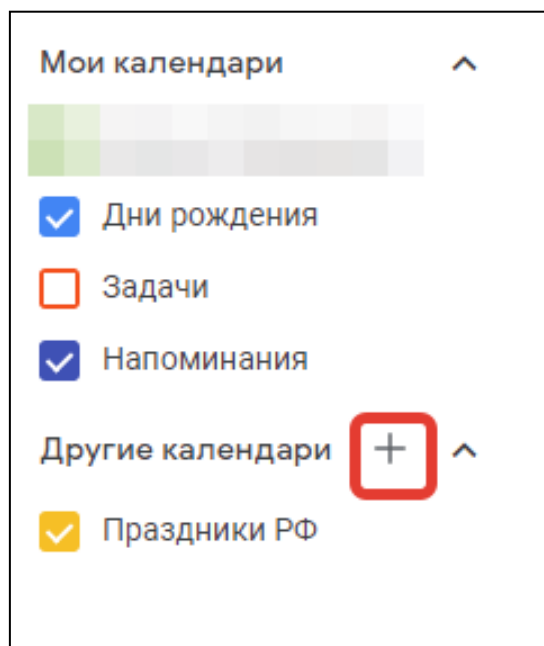 Мои календари
Дни рождения
Задачи
Напоминания
Другие календари
Праздники РФ